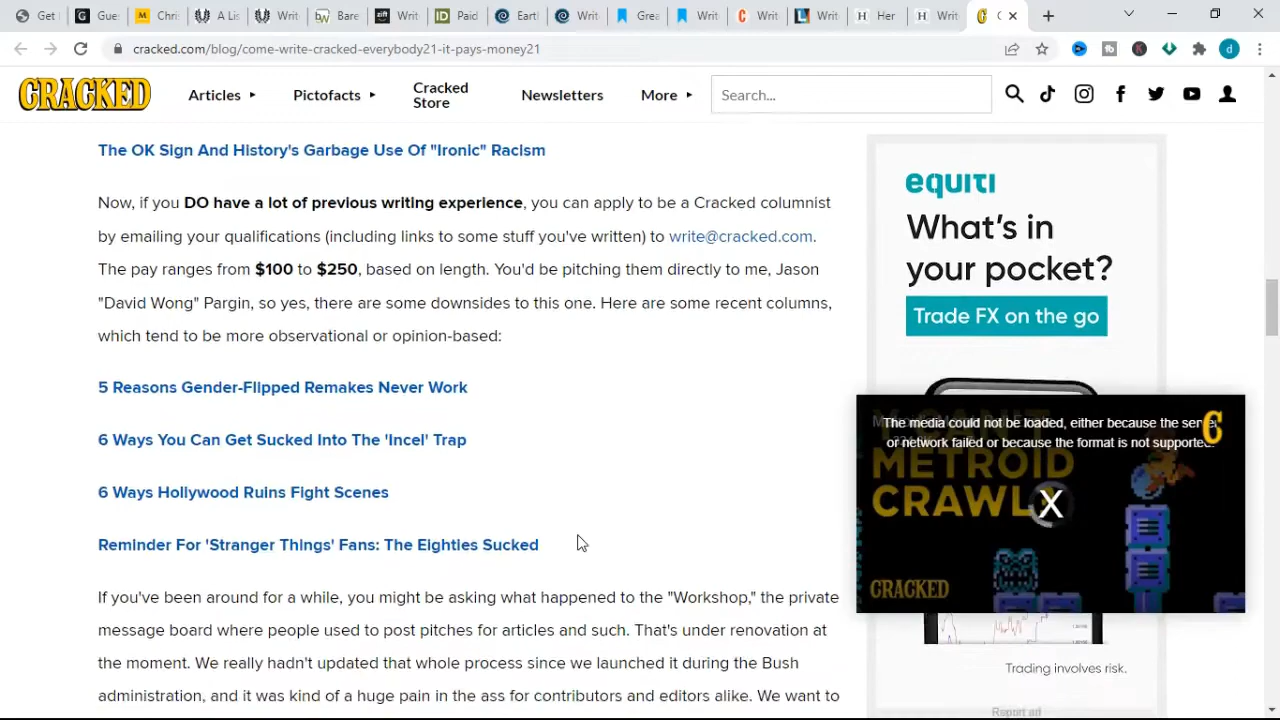 Get
Gue
Chris
A Lis
Writ
Bare
Writ
Paid
Eart
Writ
Grea
Writ
Writ
Writ
Her
Writ
cracked.com/blog/come-write-cracked-everybody21-it-pays-money21
d
CRACKED
Articles
Pictofacts
Cracked
Store
Newsletters
More
Search...
The OK Sign And History's Garbage Use Of "Ironic" Racism
Now, if you DO have a lot of previous writing experience, you can apply to be a Cracked columnist
by emailing your qualifications (including links to some stuff you've written) to write@cracked.com.
The pay ranges from $100 to $250, based on length. You'd be pitching them directly to me, Jason
"David Wong" Pargin, so yes, there are some downsides to this one. Here are some recent columns,
which tend to be more observational or opinion-based:
5 Reasons Gender-Flipped Remakes Never Work
6 Ways You Can Get Sucked Into The 'Incel' Trap
6 Ways Hollywood Ruins Fight Scenes
Reminder For 'Stranger Things' Fans: The Eighties Sucked
If you've been around for a while, you might be asking what happened to the "Workshop," the private
message board where people used to post pitches for articles and such. That's under renovation at
the moment. We really hadn't updated that whole process since we launched it during the Bush
administration, and it was kind of a huge pain in the ass for contributors and editors alike. We want to
equiti
What's in
your pocket?
Trade FX on the go
The media could not be loaded, either because the server
or network failed or because the format is not supported.
METROID
CRAWL
X
CRACKED
Trading involves risk.
Report ad